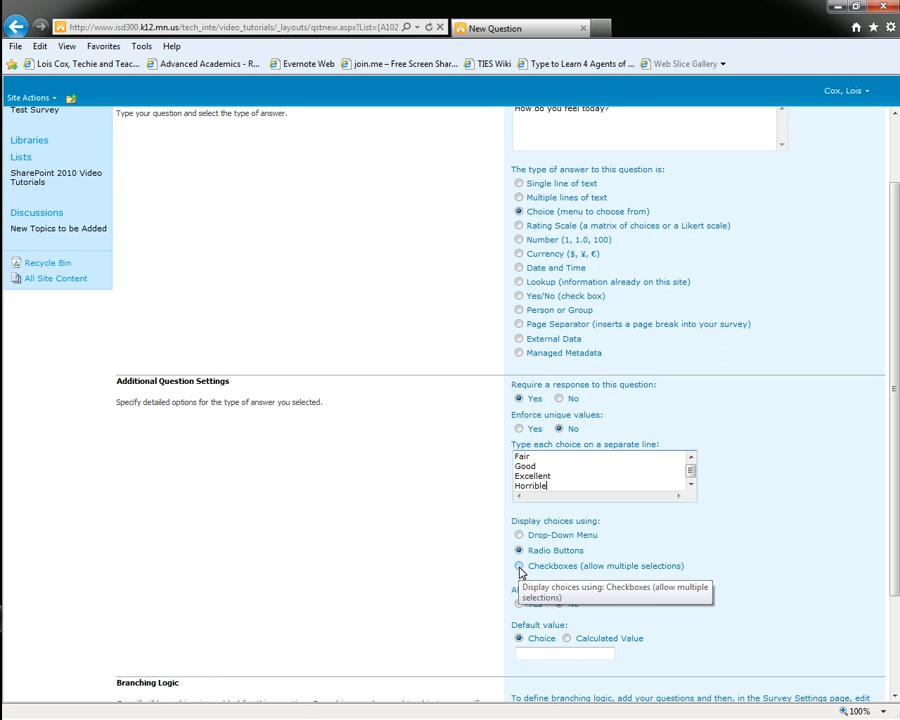 http://www.isd300.k12.mn.us/tech_inte/video_tutorials/_layouts/qstnew.aspx?List={A102
New Question
File Edit View Favorites Tools Help
Lois Cox, Techie and Teac...
Advanced Academics - R...
Evernote Web
join.me – Free Screen Shar...
TIES Wiki
Type to Learn 4 Agents of ...
Web Slice Gallery
Site Actions
Cox, Lois
Test Survey
Libraries
Lists
SharePoint 2010 Video
Tutorials
Discussions
New Topics to be Added
Recycle Bin
All Site Content
Type your question and select the type of answer.
How do you feel today?
The type of answer to this question is:
Single line of text
Multiple lines of text
Choice (menu to choose from)
Rating Scale (a matrix of choices or a Likert scale)
Number (1, 1.0, 100)
Currency ($, ¥, €)
Date and Time
Lookup (information already on this site)
Yes/No (check box)
Person or Group
Page Separator (inserts a page break into your survey)
External Data
Managed Metadata
Additional Question Settings
Specify detailed options for the type of answer you selected.
Require a response to this question:
Yes No
Enforce unique values:
Yes No
Type each choice on a separate line:
Fair
Good
Excellent
Horrible
Display choices using:
Drop-Down Menu
Radio Buttons
Checkboxes (allow multiple selections)
Display choices using: Checkboxes (allow multiple
selections)
Yes No
Default value:
Choice Calculated Value
Branching Logic
To define branching logic, add your questions and then, in the Survey Settings page, edit
100%